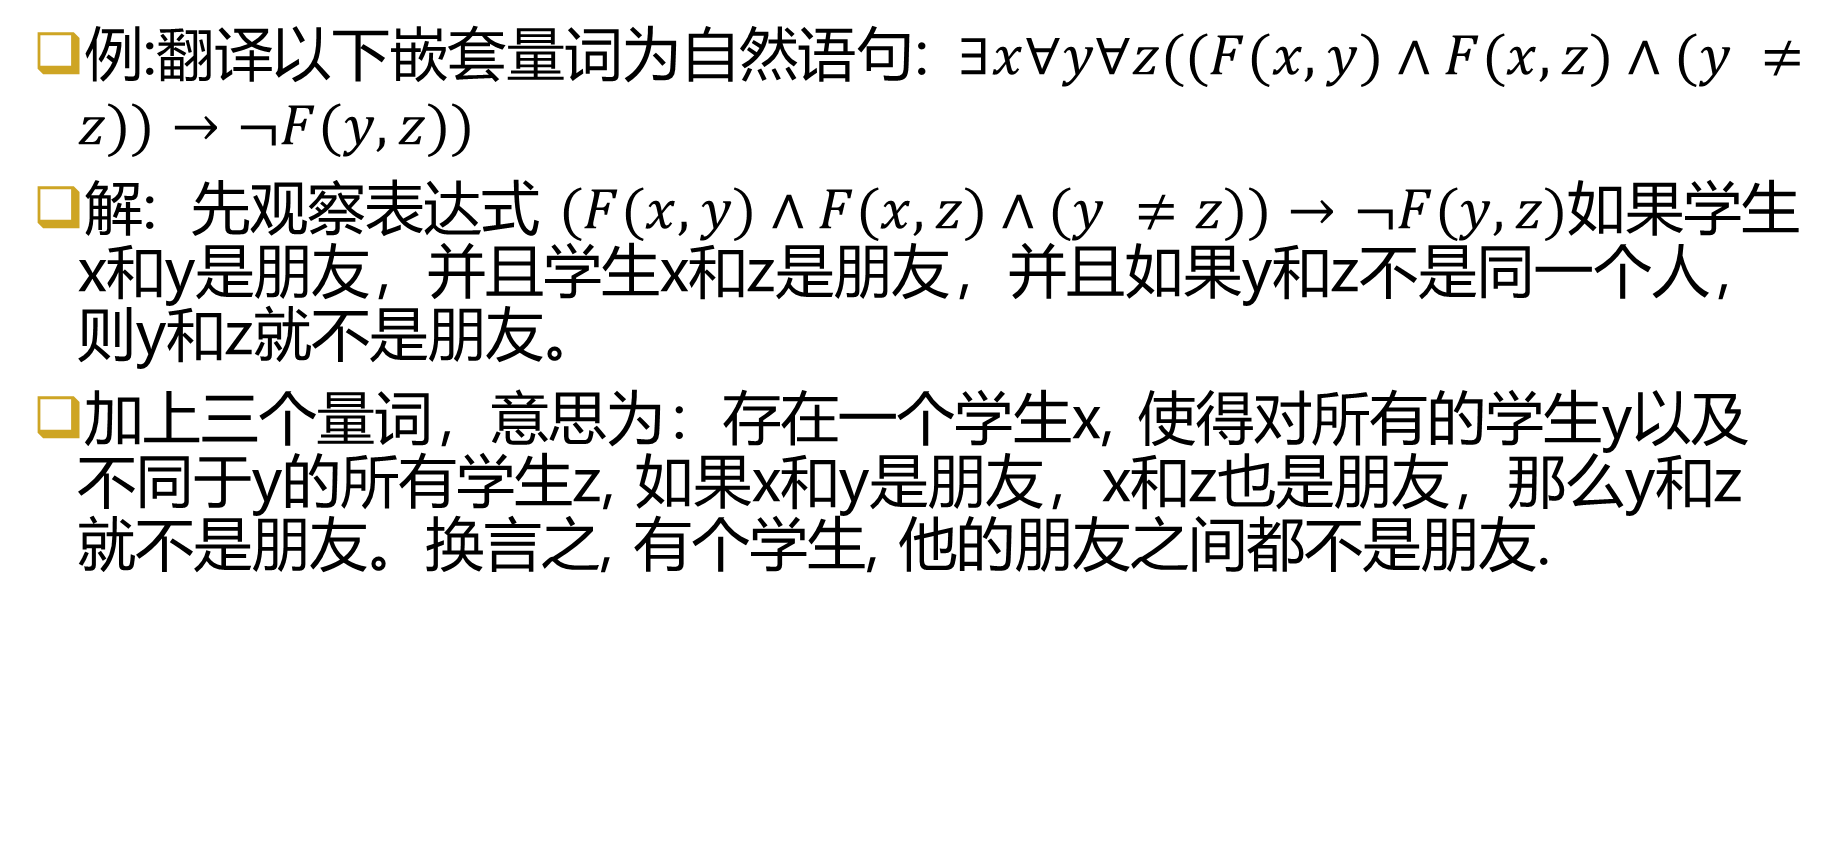 ❑例:翻译以下嵌套量词为自然语句: ∃x∀y∀z((F(x, y) ∧ F(x, z) ∧ (y ≠
z)) → ¬F(y, z))
❑解: 先观察表达式 (F(x, y) ∧ F(x, z) ∧ (y ≠ z)) → ¬F(y, z)如果学生
x和y是朋友，并且学生x和z是朋友，并且如果y和z不是同一个人，
则y和z就不是朋友。
❑加上三个量词，意思为：存在一个学生x, 使得对所有的学生y以及
不同于y的所有学生z, 如果x和y是朋友，x和z也是朋友，那么y和z
就不是朋友。换言之, 有个学生, 他的朋友之间都不是朋友.